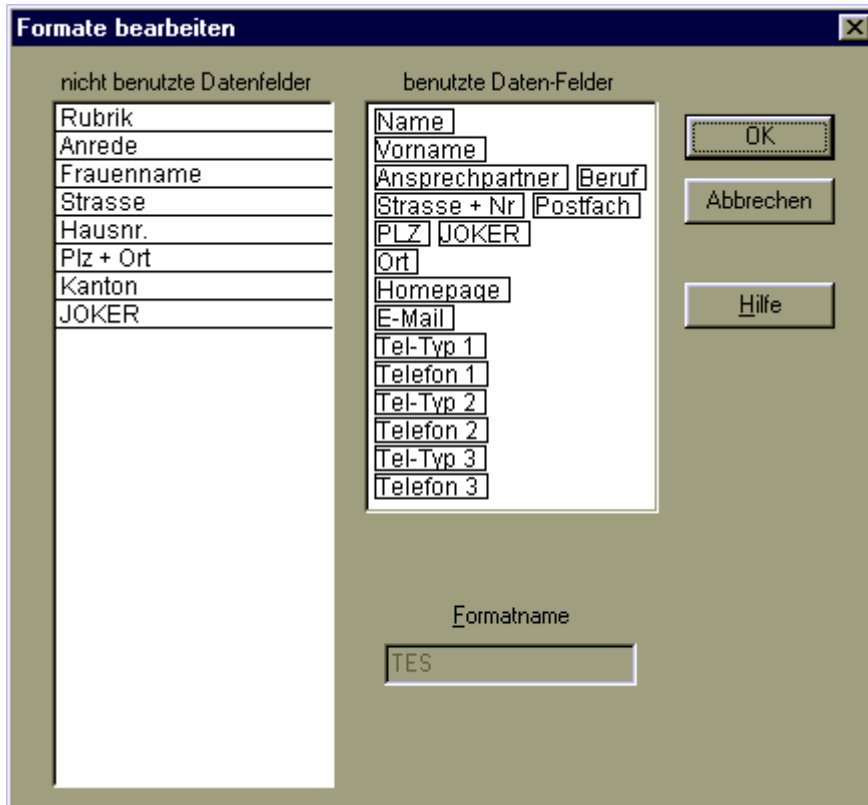 Formate bearbeiten
nicht benutzte Datenfelder
Rubrik
Anrede
Frauenname
Strasse
Hausnr.
Plz + Ort
Kanton
JOKER
benutzte Daten-Felder
Name
Vorname
Ansprechpartner Beruf
Strasse + Nr Postfach
PLZ JOKER
Ort
Homepage
E-Mail
Tel-Typ 1
Telefon 1
Tel-Typ 2
Telefon 2
Tel-Typ 3
Telefon 3
OK
Abbrechen
Hilfe
Formatname
TES